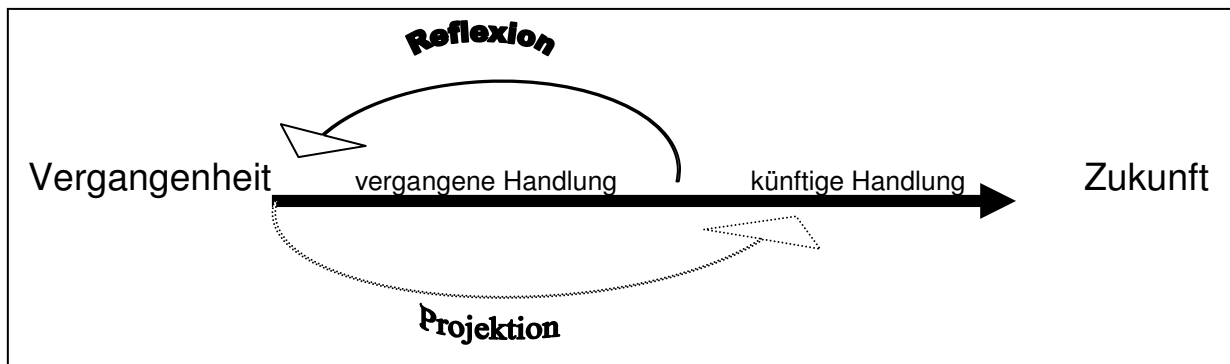 Reflexion
Vergangenheit vergangene Handlung künftige Handlung Zukunft
Projektion